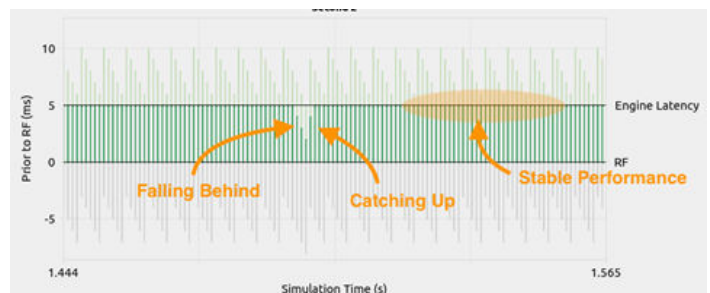 10
5
0
-5
Prior to RF (ms)
Engine Latency
RF
Falling Behind
Catching Up
Stable Performance
1.444
1.565
Simulation Time (s)